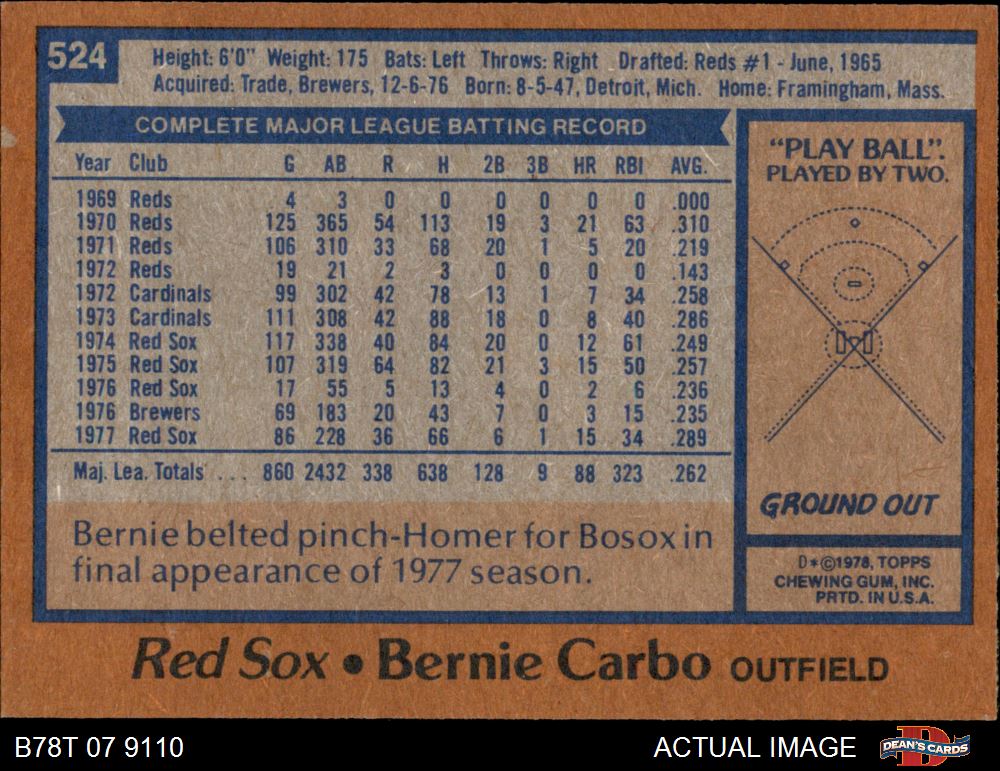 524
Height: 6'0" Weight: 175 Bats: Left Throws: Right Drafted: Reds #1 - June, 1965
Acquired: Trade, Brewers, 12-6-76 Born: 8-5-47, Detroit, Mich. Home: Framingham, Mass.
COMPLETE MAJOR LEAGUE BATTING RECORD
Year Club G AB R H 2B 3B HR RBI AVG.
1969 Reds 4 3 0 0 0 0 0 0 .000
1970 Reds 125 365 54 113 19 3 21 63 .310
1971 Reds 106 310 33 68 20 1 5 20 .219
1972 Reds 19 21 2 3 0 0 0 0 .143
1972 Cardinals 99 302 42 78 13 1 7 34 .258
1973 Cardinals 111 308 42 88 18 0 8 40 .286
1974 Red Sox 117 338 40 84 20 0 12 61 .249
1975 Red Sox 107 319 64 82 21 3 15 50 .257
1976 Red Sox 17 55 5 13 4 0 2 6 .236
1976 Brewers 69 183 20 43 7 0 3 15 .235
1977 Red Sox 86 228 36 66 6 1 15 34 .289
Maj. Lea. Totals . . . 860 2432 338 638 128 9 88 323 .262
Bernie belted pinch-Homer for Bosox in
final appearance of 1977 season.
"PLAY BALL".
PLAYED BY TWO.
GROUND OUT
D*©1978, TOPPS
CHEWING GUM, INC.
PRTD. IN U.S.A.
Red Sox • Bernie Carbo OUTFIELD
B78T 07 9110
ACTUAL IMAGE
DEAN'S CARDS